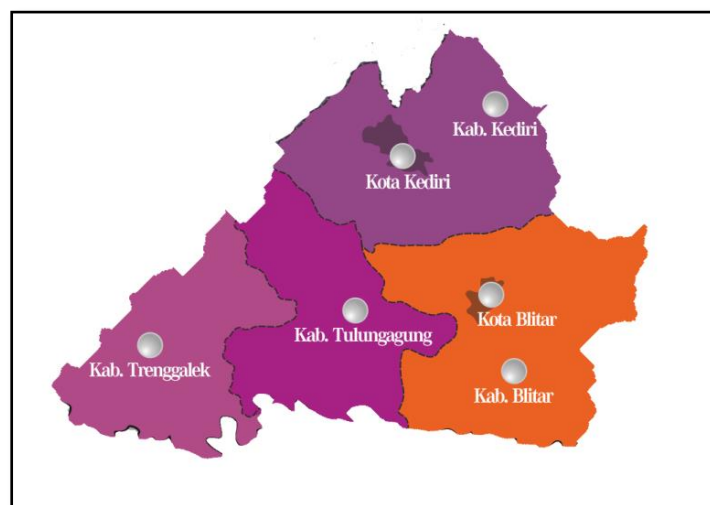 Kab. Kediri
Kota Kediri
Kota Blitar
Kab. Tulungagung
Kab. Trenggalek
Kab. Blitar